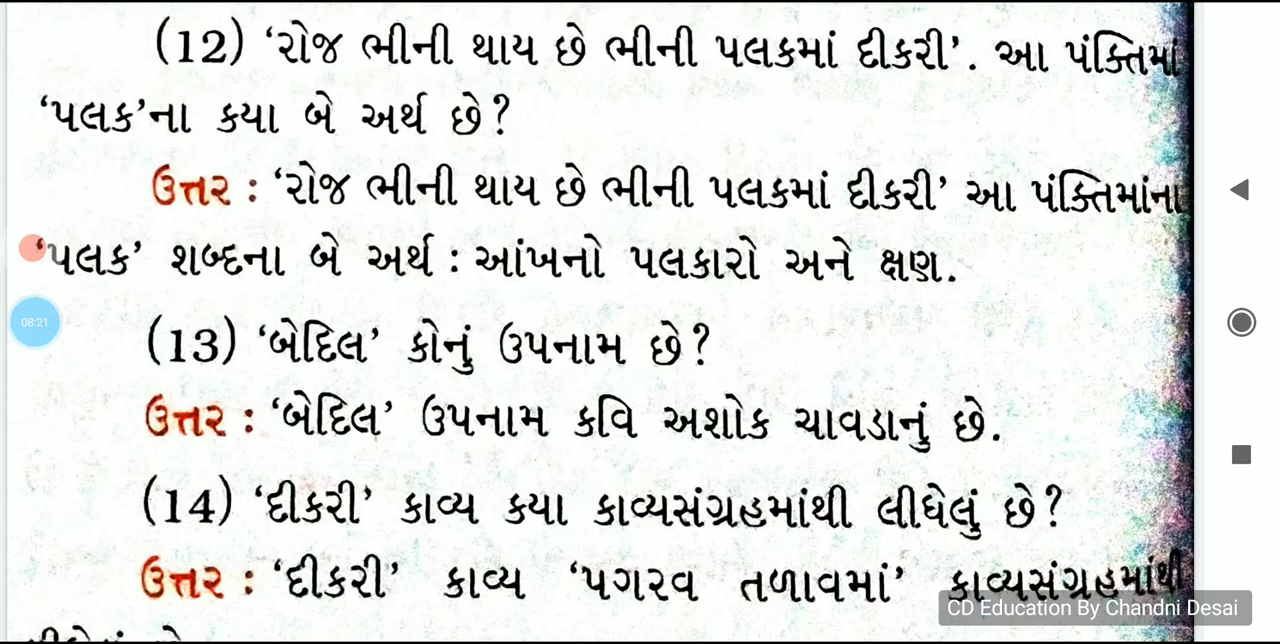 (12) ‘રોજ ભીની થાય છે ભીની પલકમાં દીકરી’. આ પંક્તિમાં
‘પલક’ના કયા બે અર્થ છે?
ઉત્તર : ‘રોજ ભીની થાય છે ભીની પલકમાં દીકરી’ આ પંક્તિમાંના
‘પલક’ શબ્દના બે અર્થ : આંખનો પલકારો અને ક્ષણ.
08:21
(13) ‘બેદિલ’ કોનું ઉપનામ છે?
ઉત્તર : ‘બેદિલ’ ઉપનામ કવિ અશોક ચાવડાનું છે.
(14) ‘દીકરી’ કાવ્ય કયા કાવ્યસંગ્રહમાંથી લીધેલું છે?
ઉત્તર : ‘દીકરી’ કાવ્ય ‘પગરવ તળાવમાં’ કાવ્યસંગ્રહમાંથી
CD Education By Chandni Desai